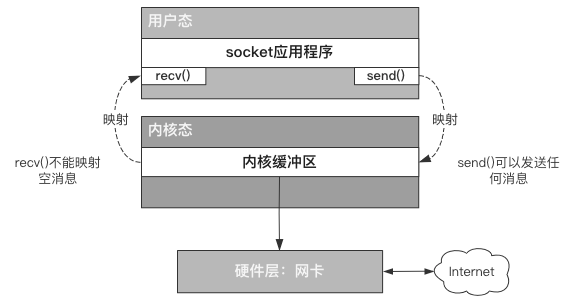 用户态
socket应用程序
recv()
send()
映射
映射
内核态
内核缓冲区
recv()不能映射
空消息
send()可以发送任
何消息
硬件层：网卡
Internet